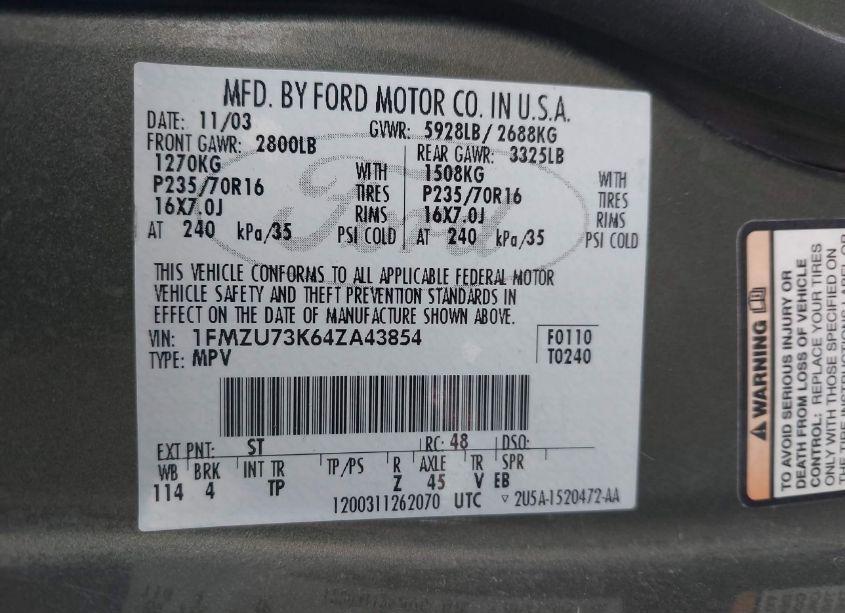 MFD. BY FORD MOTOR CO. IN U.S.A.
DATE: 11/03 GVWR: 5928LB/ 2688KG
FRONT GAWR: 2800LB REAR GAWR: 3325LB
1270KG WITH 1508KG WITH
P235/70R16 TIRES P235/70R16 TIRES
16X7.0J RIMS 16X7.0J RIMS
AT 240 kPa/35 PSI COLD AT 240 kPa/35 PSI COLD
Ford
THIS VEHICLE CONFORMS TO ALL APPLICABLE FEDERAL MOTOR
VEHICLE SAFETY AND THEFT PREVENTION STANDARDS IN
EFFECT ON THE DATE OF MANUFACTURE SHOWN ABOVE.
VIN: 1FMZU73K64ZA43854 F0110
TYPE: MPV T0240
EXT PNT: ST RC: 48 DSO:
WB BRK INT TR TP/PS R AXLE TR SPR
114 4 TP Z 45 V EB
1200311262070 UTC ▽ 2U5A-1520472-AA
WARNING
TO AVOID SERIOUS INJURY OR
DEATH FROM LOSS OF VEHICLE
CONTROL: REPLACE YOUR TIRES
ONLY WITH THOSE SPECIFIED ON